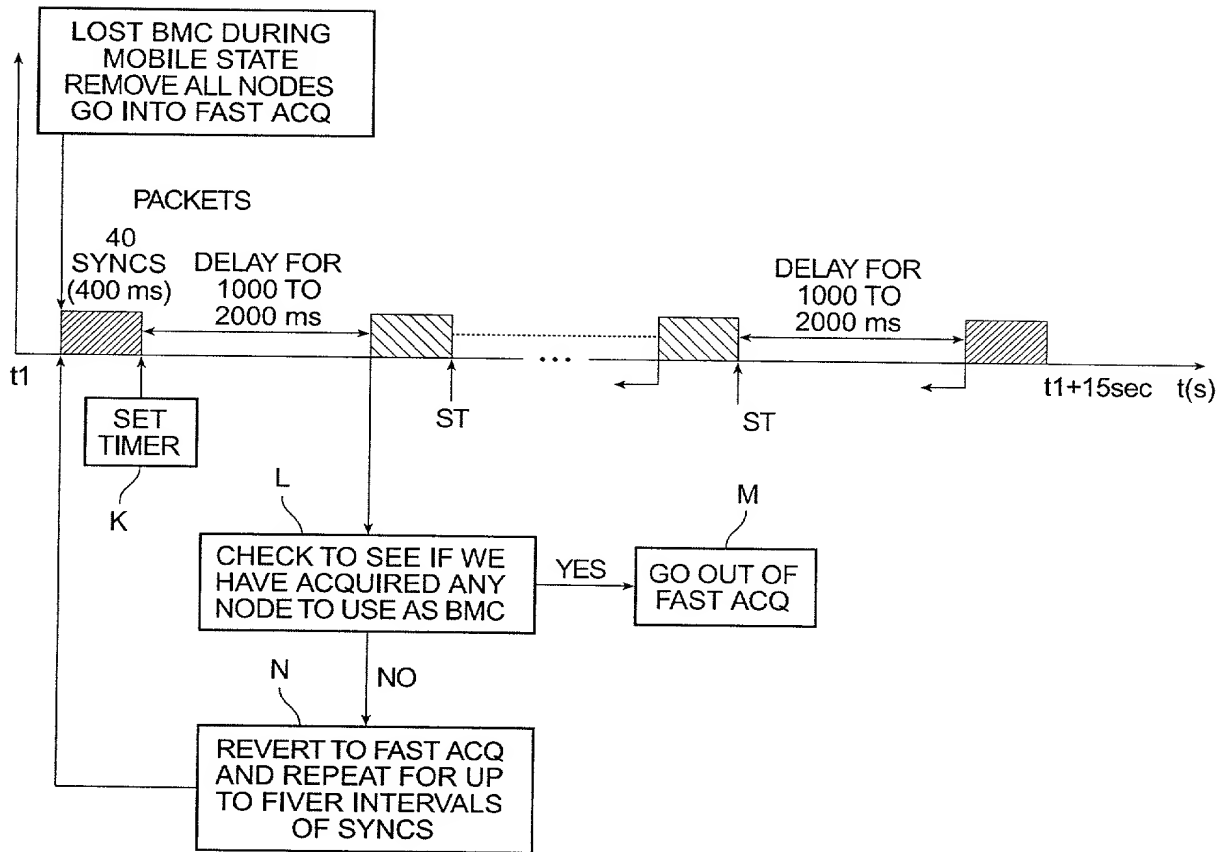 LOST BMC DURING
MOBILE STATE
REMOVE ALL NODES
GO INTO FAST ACQ
PACKETS
40
SYNCS
(400 ms)
DELAY FOR
1000 TO
2000 ms
DELAY FOR
1000 TO
2000 ms
...
t1
t1+15sec
t(s)
SET
TIMER
ST
ST
K
L
M
CHECK TO SEE IF WE
HAVE ACQUIRED ANY
NODE TO USE AS BMC
YES
GO OUT OF
FAST ACQ
N
NO
REVERT TO FAST ACQ
AND REPEAT FOR UP
TO FIVER INTERVALS
OF SYNCS